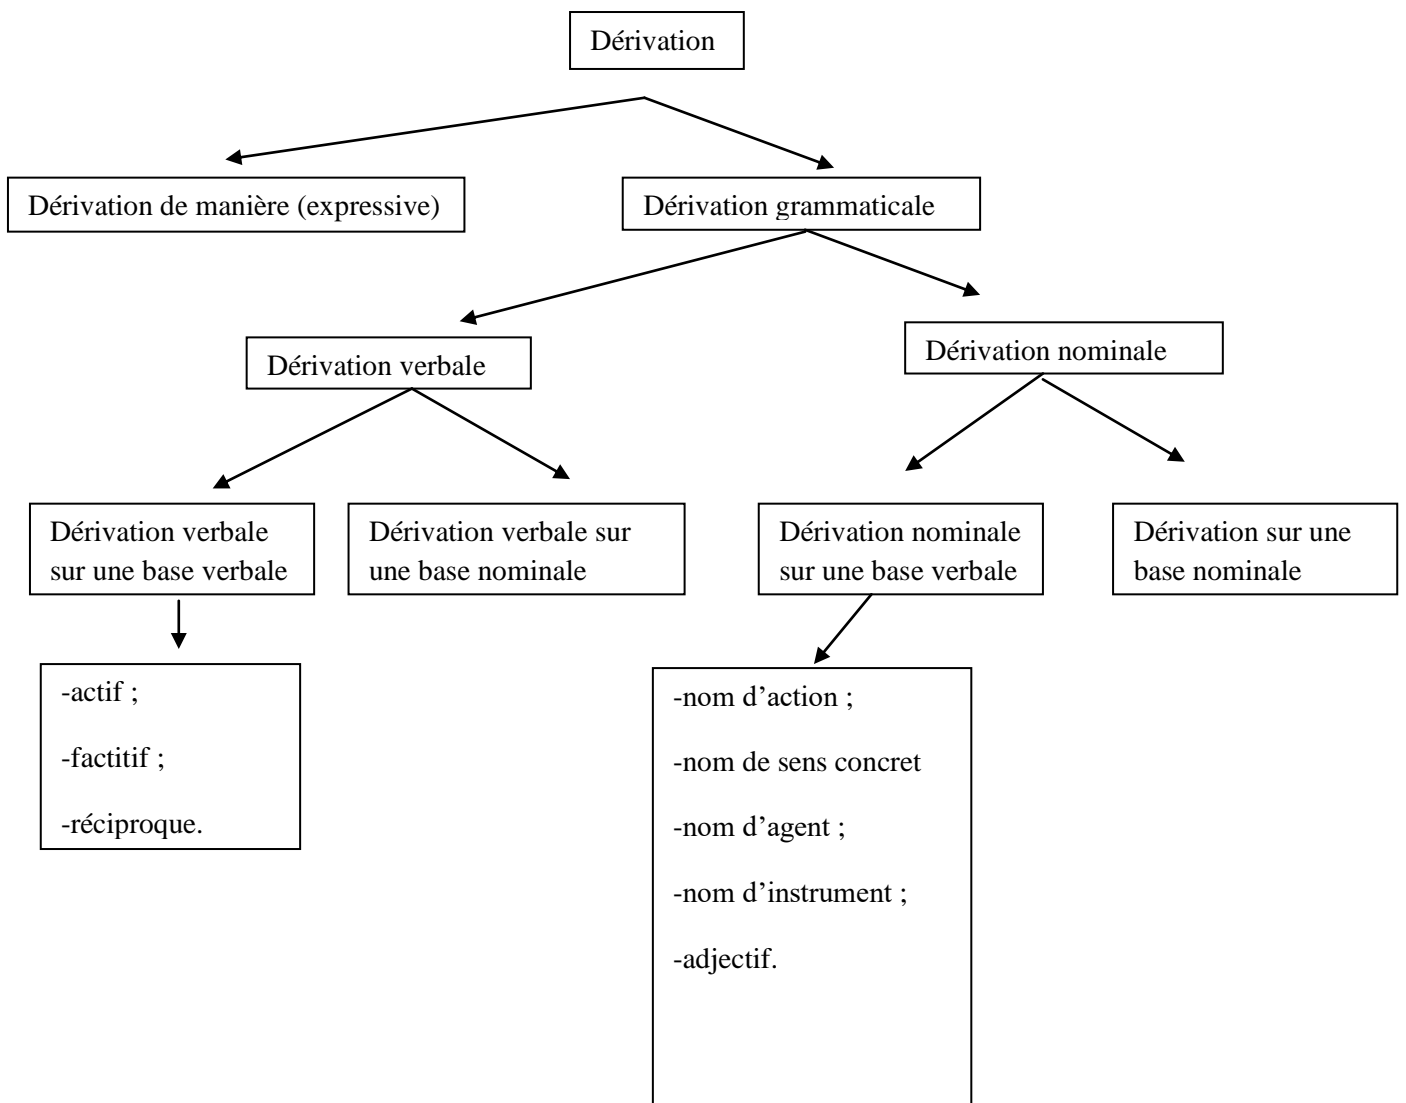 Dérivation
Dérivation de manière (expressive)
Dérivation grammaticale
Dérivation verbale
Dérivation nominale
Dérivation verbale
sur une base verbale
Dérivation verbale sur
une base nominale
Dérivation nominale
sur une base verbale
Dérivation sur une
base nominale
-actif ;
-factitif ;
-réciproque.
-nom d’action ;
-nom de sens concret
-nom d’agent ;
-nom d’instrument ;
-adjectif.